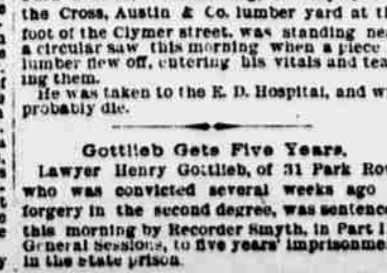 the Cross, Austin & Co. lumber yard at th
foot of the Clymer street, was standing nea
a circular saw this morning when a piece
lumber flew off, entering his vitals and tea
ing them.
He was taken to the E. D. Hospital, and w
probably die.
Gottlieb Gets Five Years.
Lawyer Henry Gottlieb, of 31 Park Row
who was convicted several weeks ago
forgery in the second degree, was sentence
this morning by Recorder Smyth, in Part I
General Sessions, to five years' imprisonme
in the state prison.